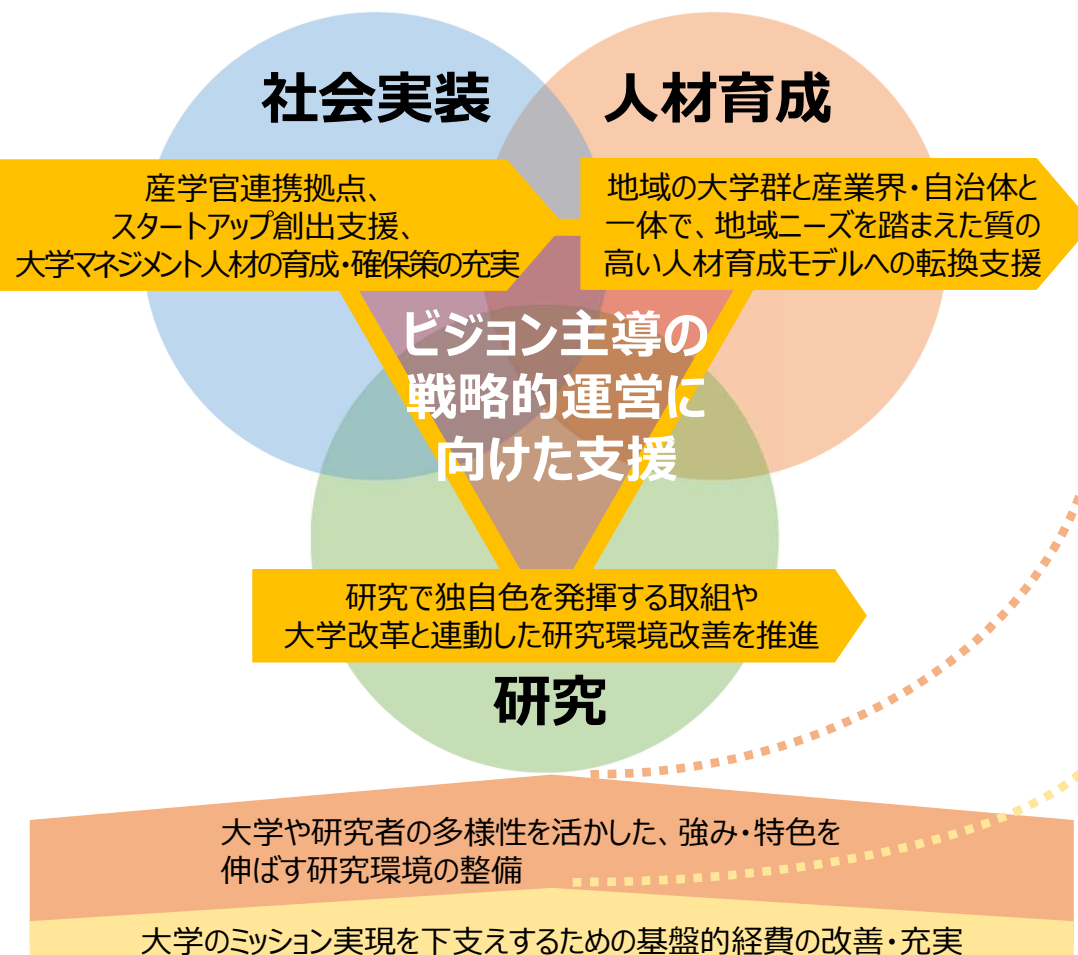 社会実装
人材育成
産学官連携拠点、
スタートアップ創出支援、
大学マネジメント人材の育成・確保策の充実
地域の大学群と産業界・自治体と
一体で、地域ニーズを踏まえた質の
高い人材育成モデルへの転換支援
ビジョン主導の
戦略的運営に
向けた支援
研究で独自色を発揮する取組や
大学改革と連動した研究環境改善を推進
研究
大学や研究者の多様性を活かした、強み・特色を
伸ばす研究環境の整備
大学のミッション実現を下支えするための基盤的経費の改善・充実